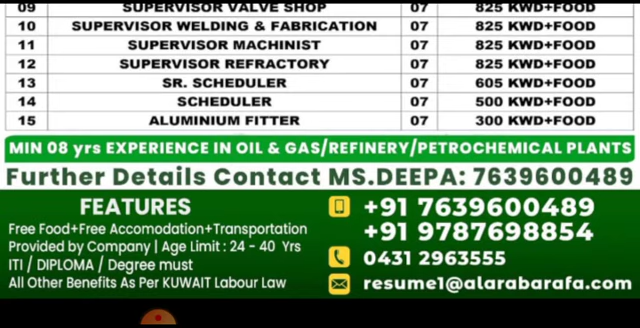 09 SUPERVISOR VALVE SHOP 07 825 KWD+FOOD
10 SUPERVISOR WELDING & FABRICATION 07 825 KWD+FOOD
11 SUPERVISOR MACHINIST 07 825 KWD+FOOD
12 SUPERVISOR REFRACTORY 07 825 KWD+FOOD
13 SR. SCHEDULER 07 605 KWD+FOOD
14 SCHEDULER 07 500 KWD+FOOD
15 ALUMINIUM FITTER 07 300 KWD+FOOD
MIN 08 yrs EXPERIENCE IN OIL & GAS/REFINERY/PETROCHEMICAL PLANTS
Further Details Contact MS.DEEPA: 7639600489
FEATURES
Free Food+Free Accomodation+Transportation
Provided by Company | Age Limit : 24 - 40 Yrs
ITI / DIPLOMA / Degree must
All Other Benefits As Per KUWAIT Labour Law
+91 7639600489
+91 9787698854
0431 2963555
resume1@alarabarafa.com